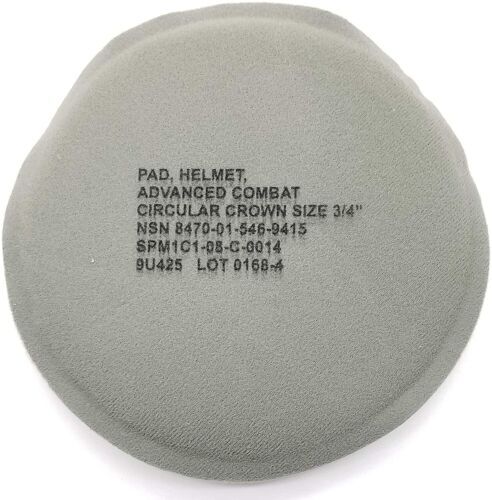 PAD, HELMET,
ADVANCED COMBAT
CIRCULAR CROWN SIZE 3/4"
NSN 8470-01-546-9415
SPM1C1-08-C-0014
9U425 LOT 0168-4